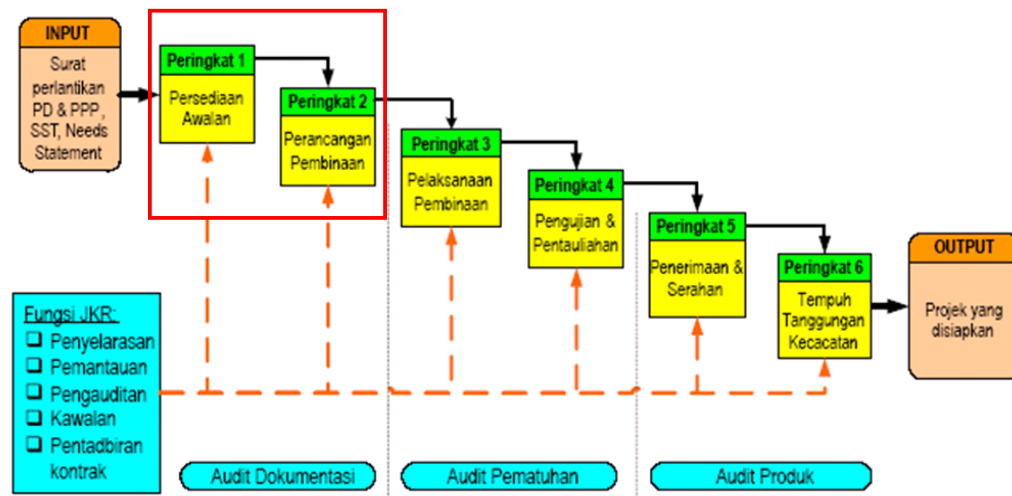 INPUT
Surat
perlantikan
PD & PPP,
SST, Needs
Statement
Peringkat 1
Persediaan
Awalan
Peringkat 2
Perancangan
Pembinaan
Peringkat 3
Pelaksanaan
Pembinaan
Peringkat 4
Pengujian &
Pentauliahan
Peringkat 5
Penerimaan &
Serahan
Peringkat 6
Tempuh
Tanggungan
Kecacatan
OUTPUT
Projek yang
disiapkan
Fungsi JKR:
Penyelarasan
Pemantauan
Pengauditan
Kawalan
Pentadbiran
kontrak
Audit Dokumentasi
Audit Pematuhan
Audit Produk